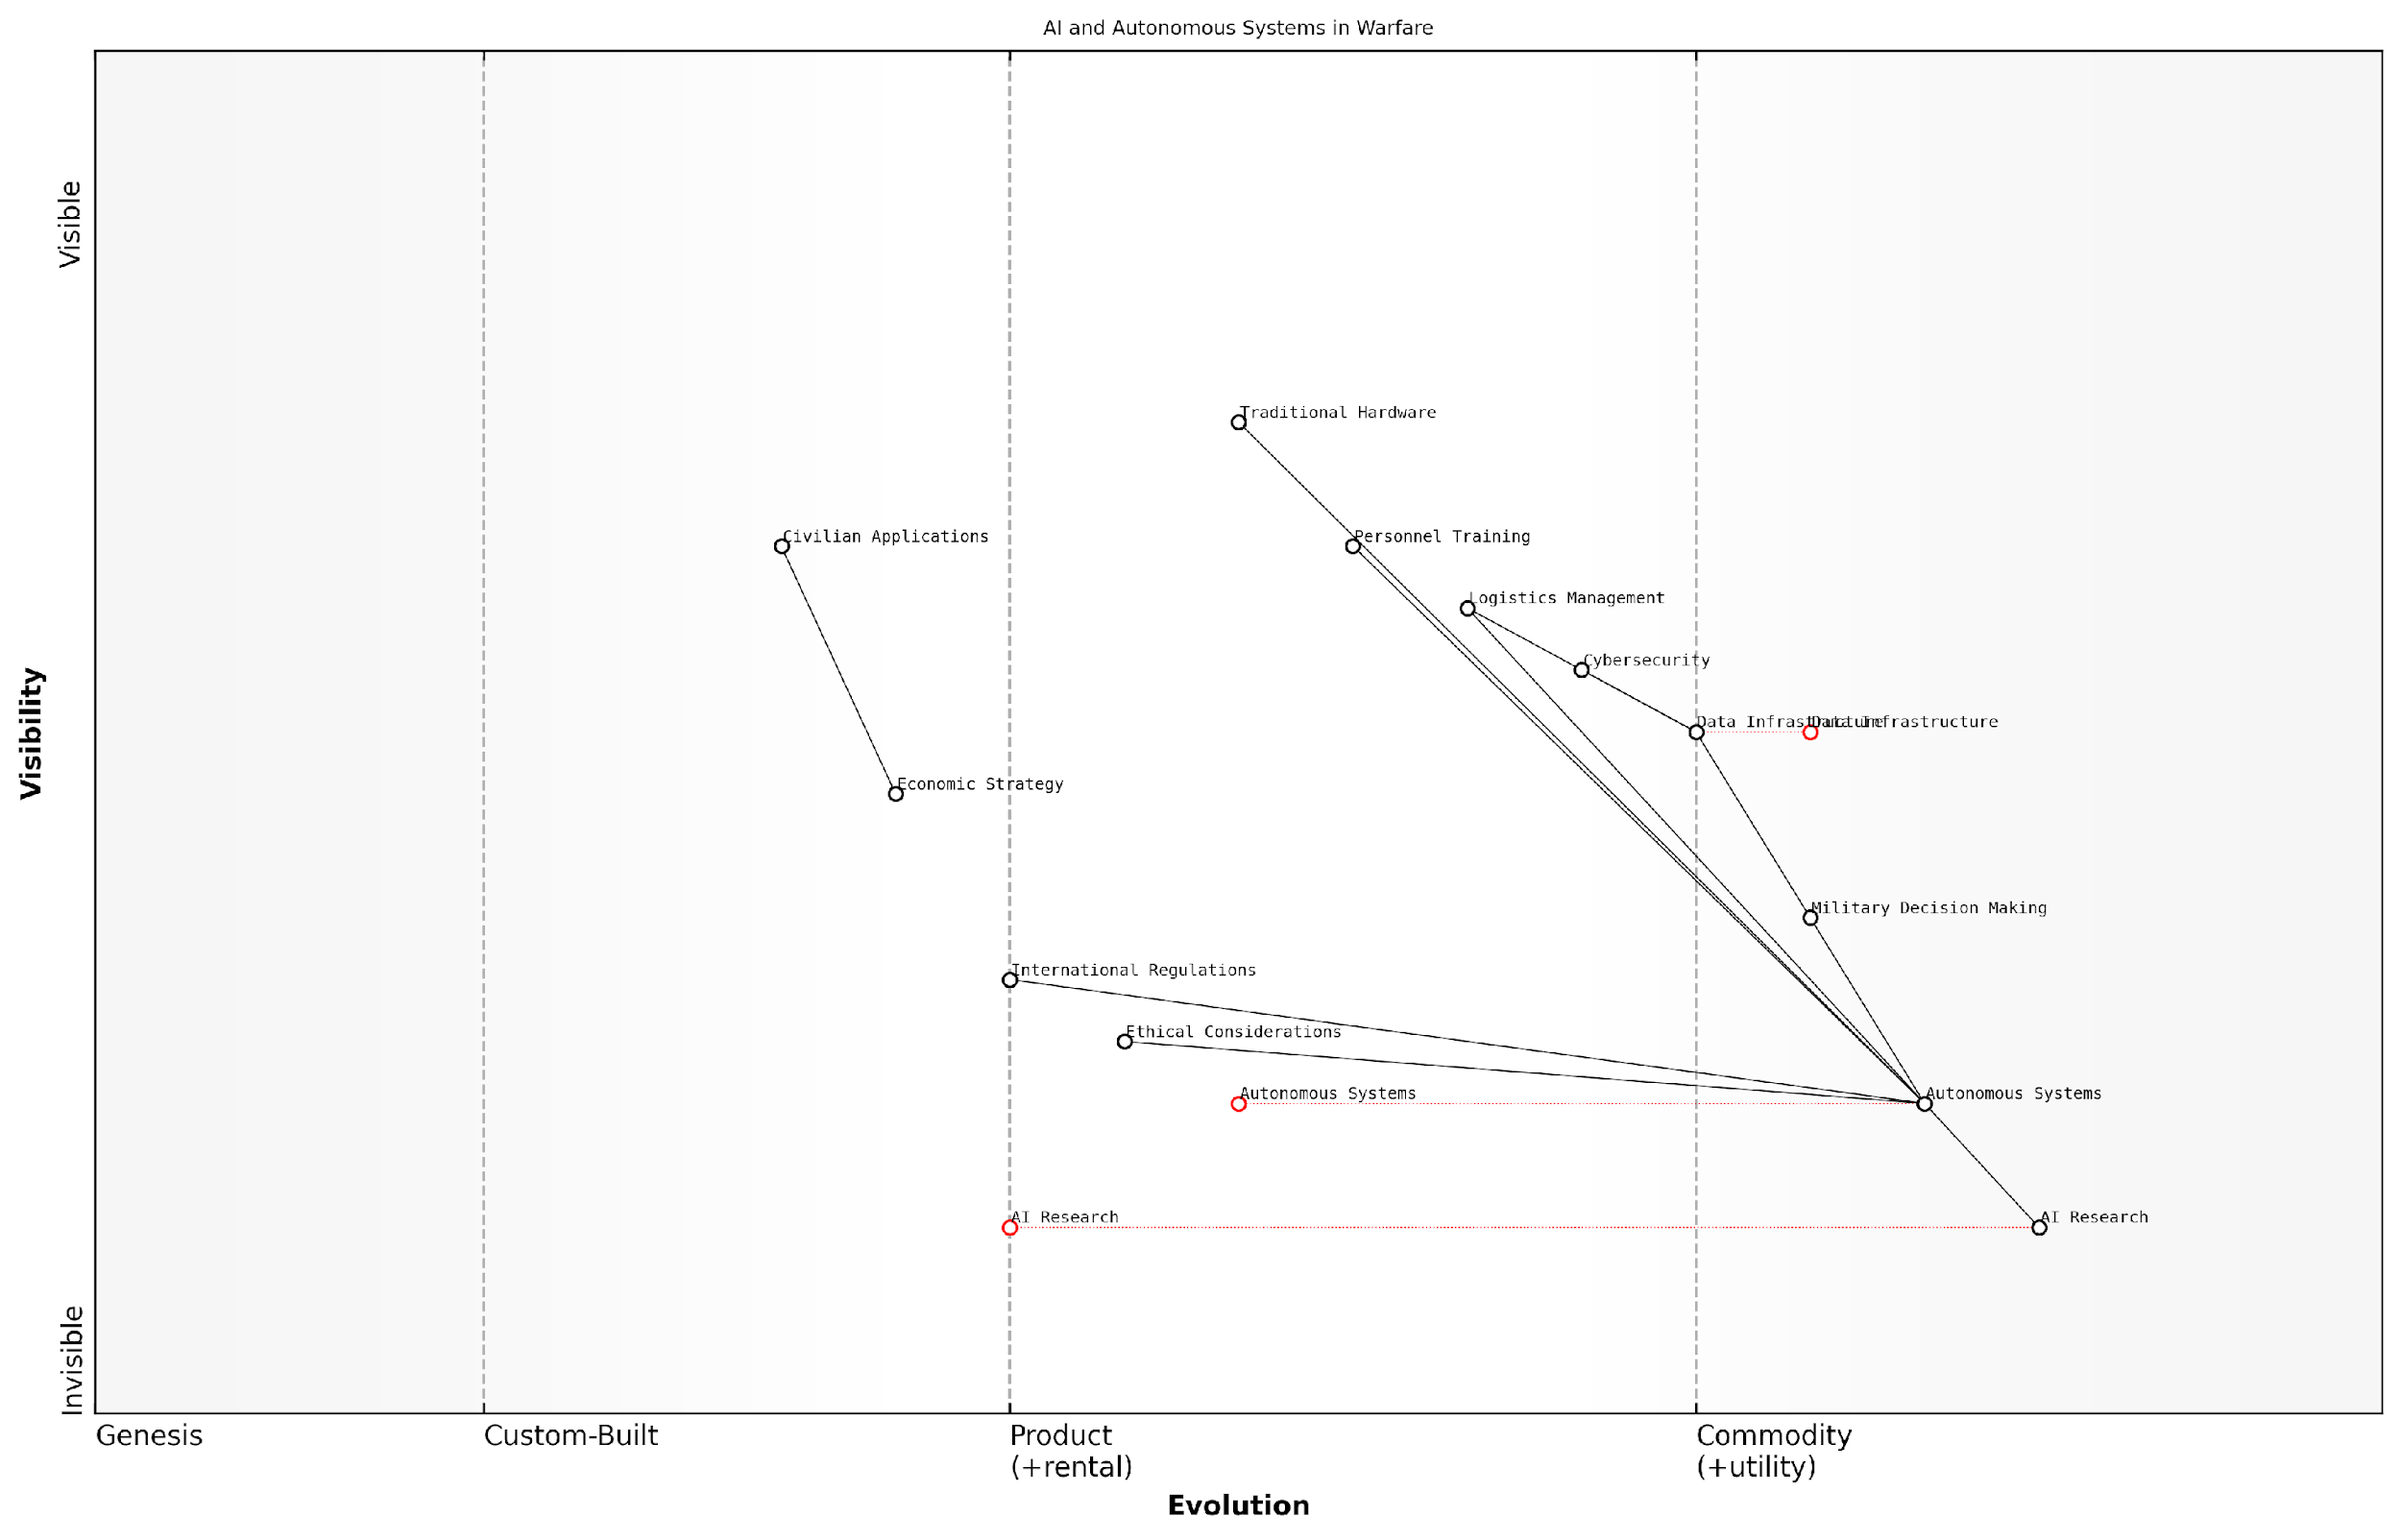 AI and Autonomous Systems in Warfare
Visible
Traditional Hardware
Civilian Applications
Personnel Training
Logistics Management
Cybersecurity
Data Infrastructure
Data Infrastructure
Visibility
Economic Strategy
Military Decision Making
International Regulations
Ethical Considerations
Autonomous Systems
Autonomous Systems
AI Research
AI Research
Invisible
Genesis
Custom-Built
Product
(+rental)
Commodity
(+utility)
Evolution